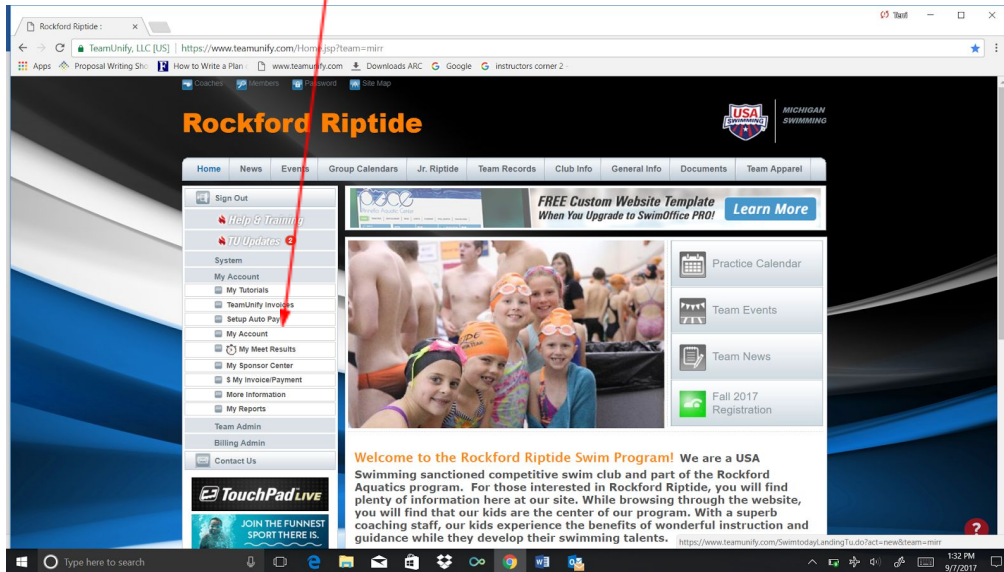 Rockford Riptide :
TeamUnify, LLC [US] | https://www.teamunify.com/Home.jsp?team=mirr
Apps Proposal Writing Sho How to Write a Plan www.teamunify.com Downloads ARC Google instructors corner 2
Coaches Members Password Site Map
Rockford Riptide
USA
SWIMMING
MICHIGAN
SWIMMING
Home News Events Group Calendars Jr. Riptide Team Records Club Info General Info Documents Team Apparel
Sign Out
Help & Training
TU Updates 2
System
My Account
My Tutorials
TeamUnify Invoices
Setup Auto Pay
My Account
My Meet Results
My Sponsor Center
$ My Invoice/Payment
More Information
My Reports
Team Admin
Billing Admin
Contact Us
TouchPad LIVE
JOIN THE FUNNEST
SPORT THERE IS.
FREE Custom Website Template
When You Upgrade to SwimOffice PRO!
Learn More
Practice Calendar
Team Events
Team News
Fall 2017
Registration
Welcome to the Rockford Riptide Swim Program! We are a USA
Swimming sanctioned competitive swim club and part of the Rockford
Aquatics program. For those interested in Rockford Riptide, you will find
plenty of information here at our site. While browsing through the website,
you will find that our kids are the center of our program. With a superb
coaching staff, our kids experience the benefits of wonderful instruction and
guidance while they develop their swimming talents.
https://www.teamunify.com/SwimtodayLandingTu.do?act=new&team=mirr
?
Type here to search
1:32 PM
9/7/2017